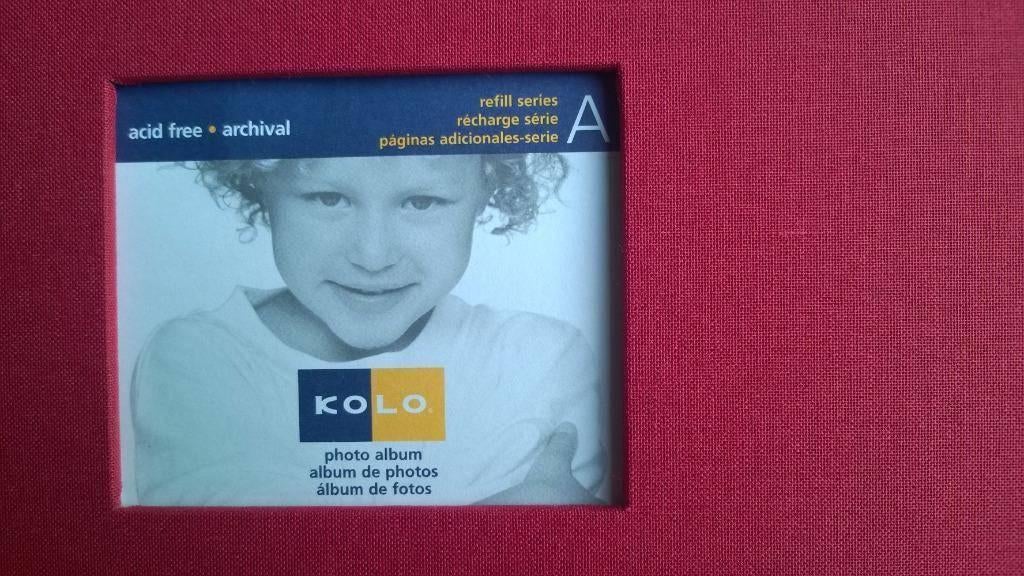 acid free • archival
refill series
récharge série
páginas adicionales-serie
A
KOLO®
photo album
album de photos
álbum de fotos